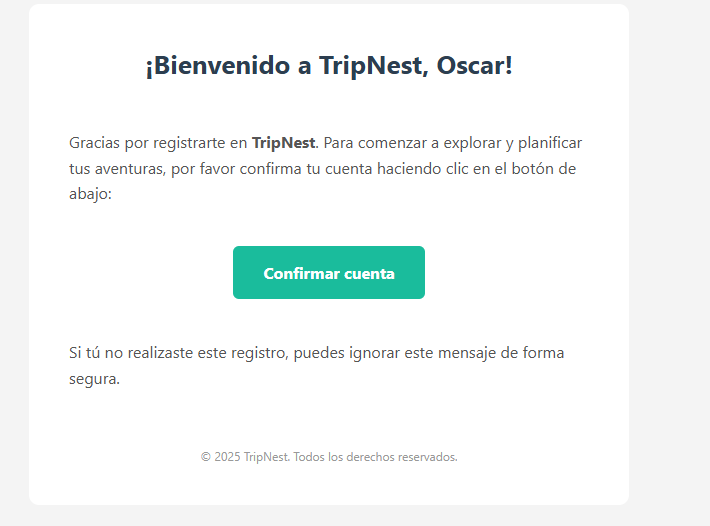 ¡Bienvenido a TripNest, Oscar!
Gracias por registrarte en TripNest. Para comenzar a explorar y planificar
tus aventuras, por favor confirma tu cuenta haciendo clic en el botón de
abajo:
Confirmar cuenta
Si tú no realizaste este registro, puedes ignorar este mensaje de forma
segura.
© 2025 TripNest. Todos los derechos reservados.